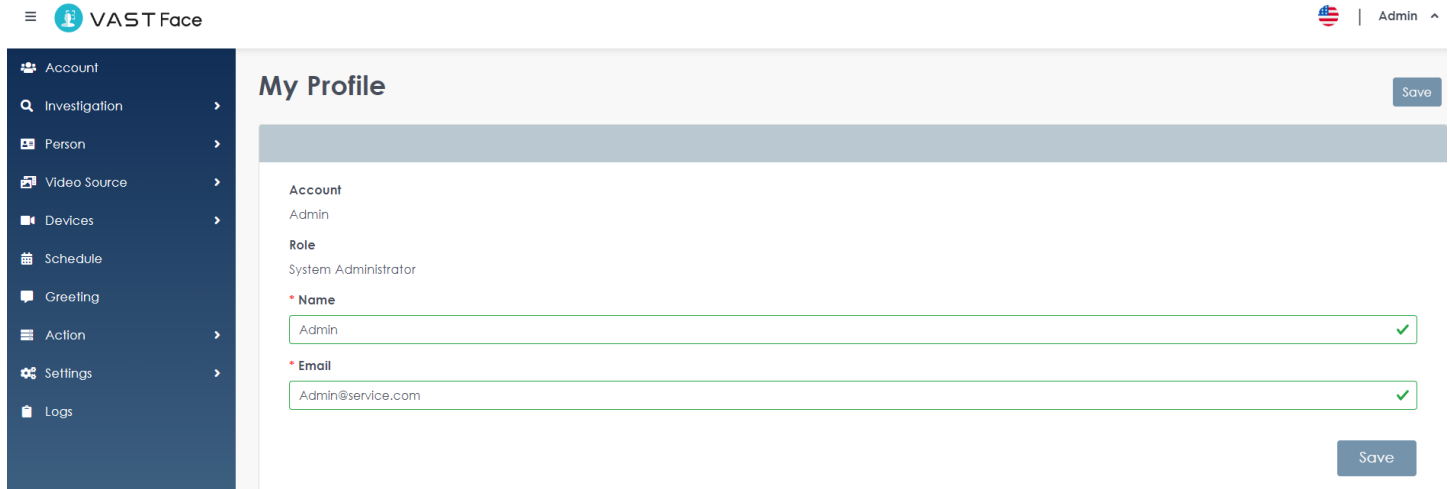 VAST Face
Admin
Account
Investigation
Person
Video Source
Devices
Schedule
Greeting
Action
Settings
Logs
My Profile
Save
Account
Admin
Role
System Administrator
* Name
Admin
* Email
Admin@service.com
Save